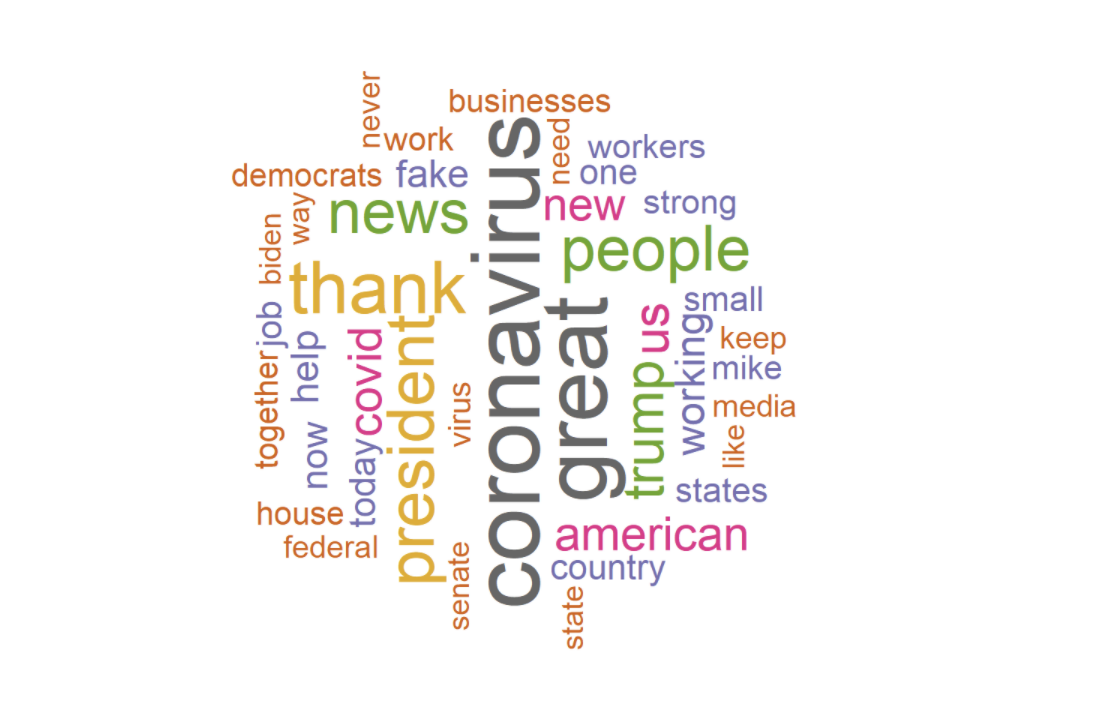 never
businesses
work
need
workers
democrats
fake
one
way
news
new
strong
biden
people
thank
coronavirus
great
us
small
job
help
covid
president
trump
working
keep
mike
together
virus
media
now
today
like
states
house
american
federal
senate
country
state